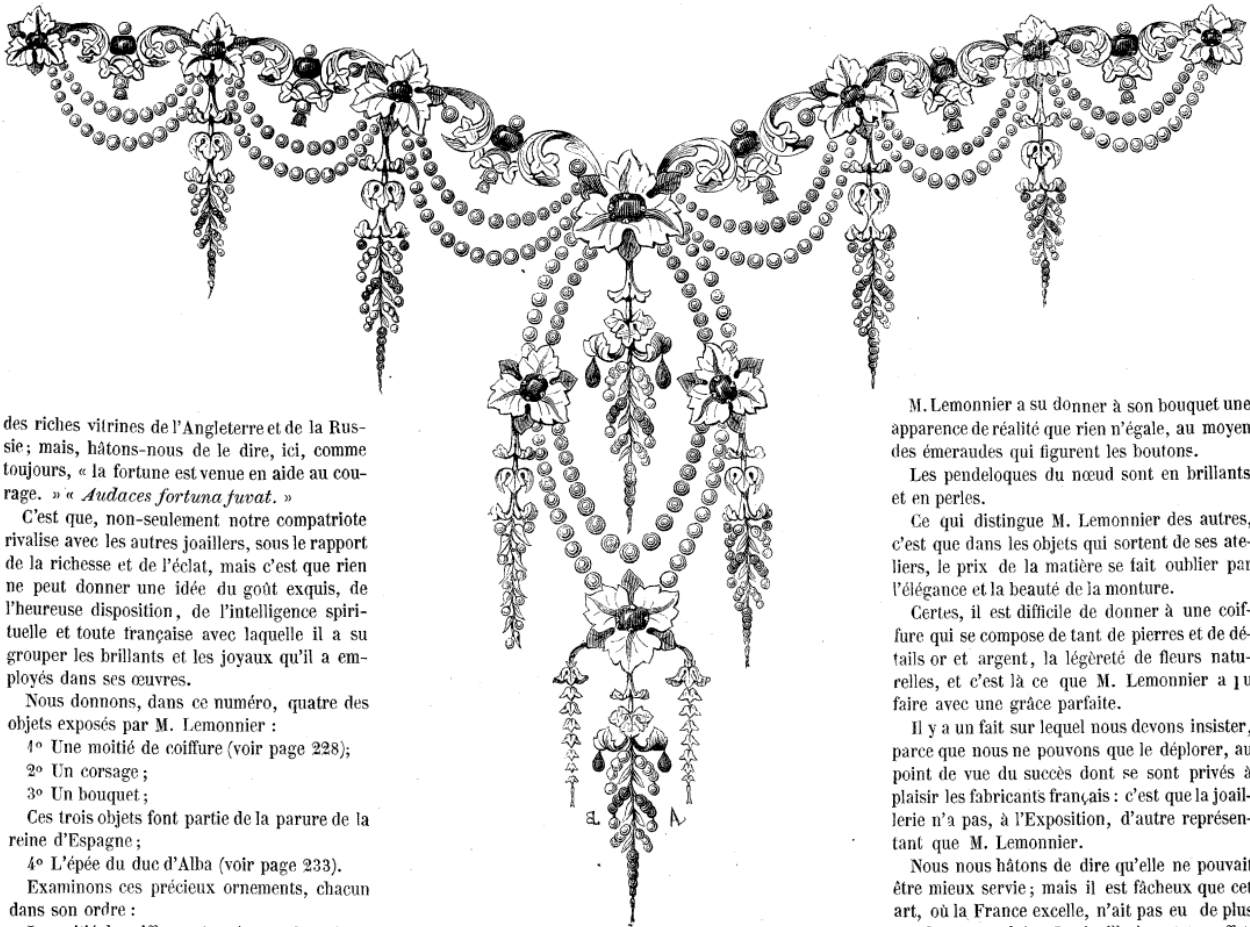 des riches vitrines de l'Angleterre et de la Rus-
sie ; mais, hâtons-nous de le dire, ici, comme
toujours, « la fortune est venue en aide au cou-
rage. » « Audaces fortuna juvat. »
C'est que, non-seulement notre compatriote
rivalise avec les autres joaillers, sous le rapport
de la richesse et de l'éclat, mais c'est que rien
ne peut donner une idée du goût exquis, de
l'heureuse disposition, de l'intelligence spiri-
tuelle et toute française avec laquelle il a su
grouper les brillants et les joyaux qu'il a em-
ployés dans ses œuvres.
Nous donnons, dans ce numéro, quatre des
objets exposés par M. Lemonnier :
1º Une moitié de coiffure (voir page 228);
2º Un corsage ;
3º Un bouquet ;
Ces trois objets font partie de la parure de la
reine d'Espagne ;
4º L'épée du duc d'Alba (voir page 233).
Examinons ces précieux ornements, chacun
dans son ordre :
M. Lemonnier a su donner à son bouquet une
apparence de réalité que rien n'égale, au moyen
des émeraudes qui figurent les boutons.
Les pendeloques du nœud sont en brillants
et en perles.
Ce qui distingue M. Lemonnier des autres,
c'est que dans les objets qui sortent de ses ate-
liers, le prix de la matière se fait oublier par
l'élégance et la beauté de la monture.
Certes, il est difficile de donner à une coif-
fure qui se compose de tant de pierres et de dé-
tails or et argent, la légèreté de fleurs natu-
relles, et c'est là ce que M. Lemonnier a pu
faire avec une grâce parfaite.
Il y a un fait sur lequel nous devons insister,
parce que nous ne pouvons que le déplorer, au
point de vue du succès dont se sont privés à
plaisir les fabricants français : c'est que la joail-
lerie n'a pas, à l'Exposition, d'autre représen-
tant que M. Lemonnier.
Nous nous hâtons de dire qu'elle ne pouvait
être mieux servie ; mais il est fâcheux que cet
art, où la France excelle, n'ait pas eu de plus